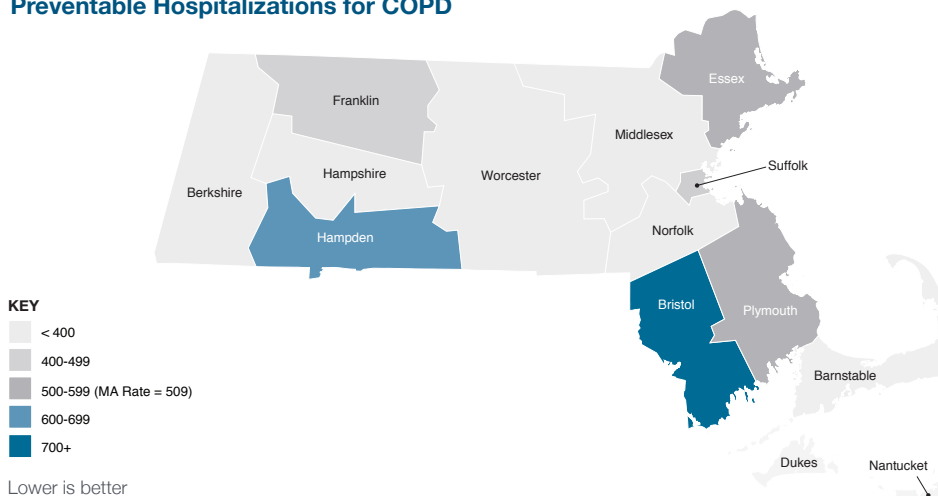 Preventable Hospitalizations for COPD
Essex
Franklin
Middlesex
Suffolk
Hampshire
Worcester
Berkshire
Norfolk
Hampden
KEY
Bristol
Plymouth
< 400
400-499
500-599 (MA Rate = 509)
Barnstable
600-699
700+
Dukes
Nantucket
Lower is better